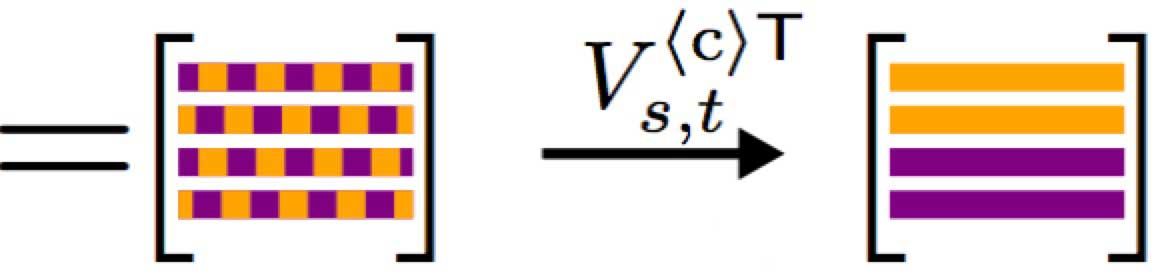 = [ ] V_{s,t}^{⟨c⟩⊤} [ ]